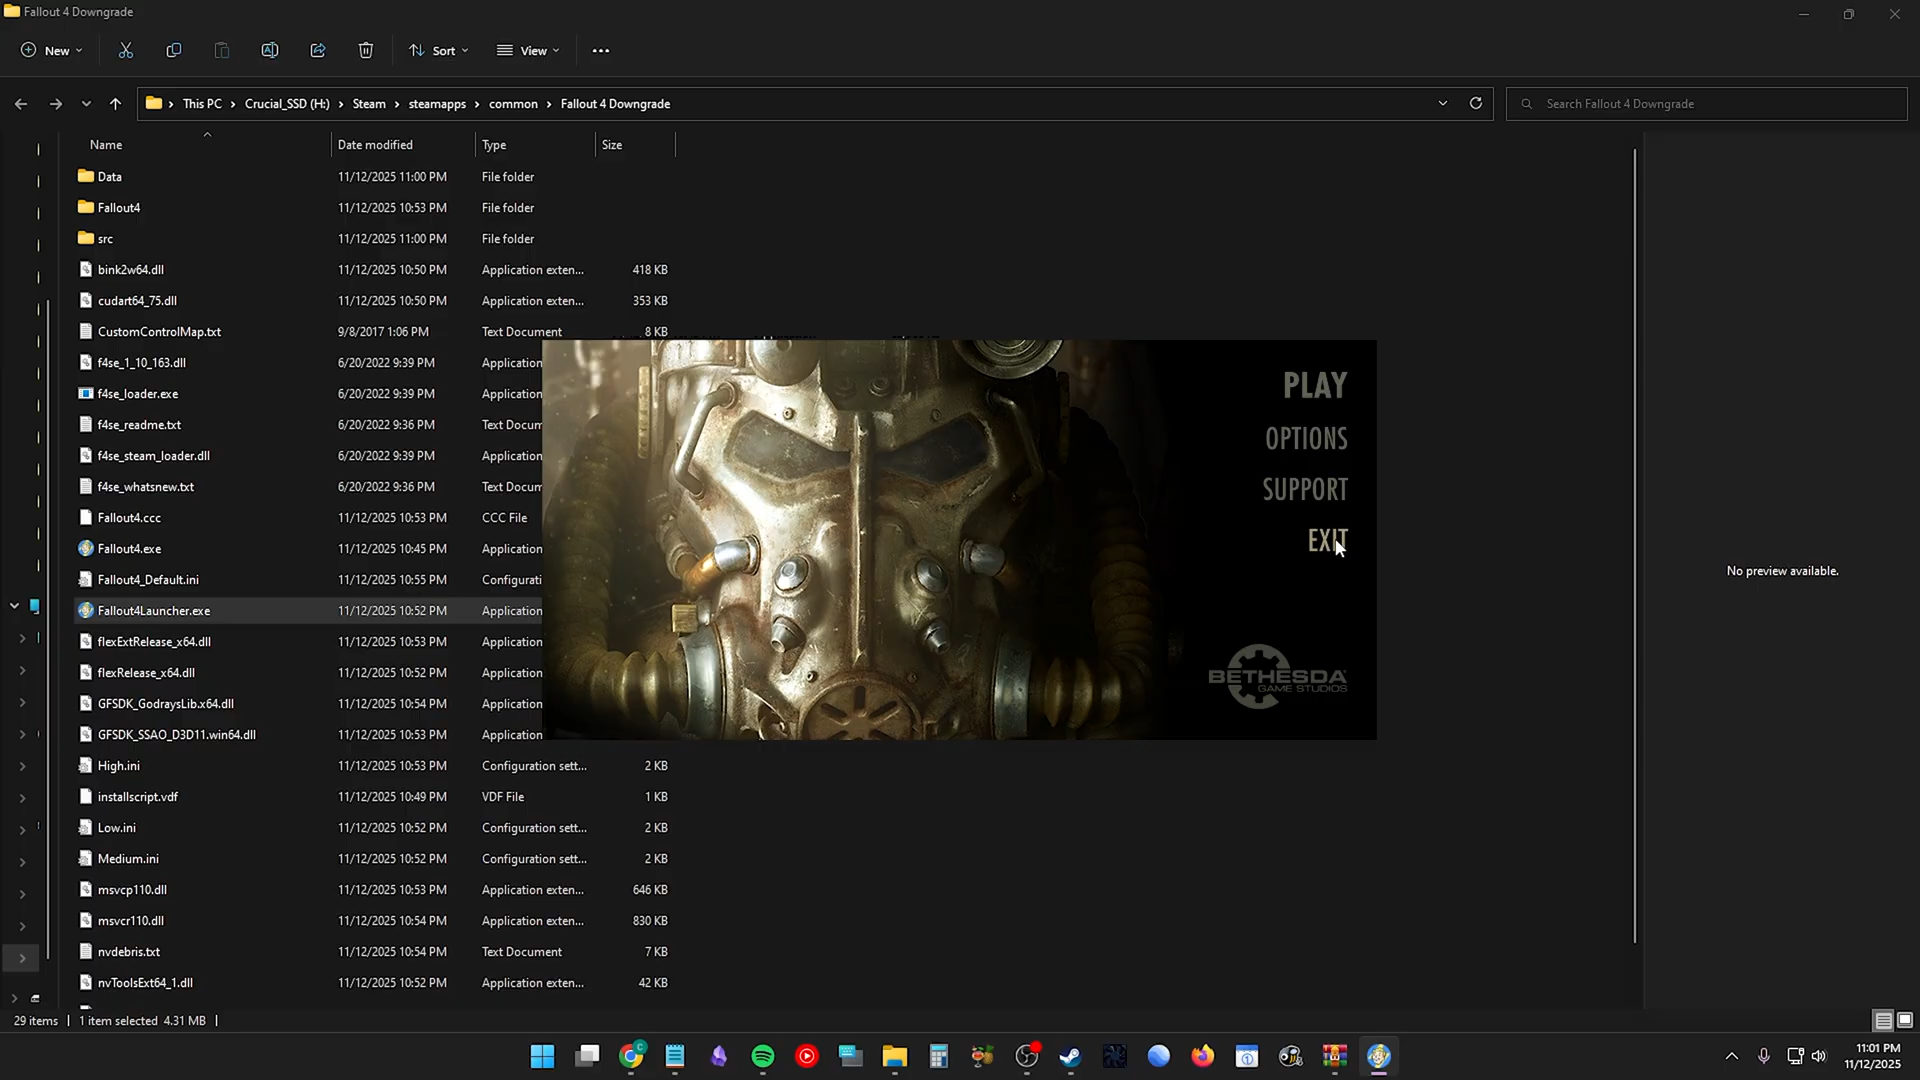 Fallout 4 Downgrade
New
Sort
View
This PC > Crucial_SSD (H:) > Steam > steamapps > common > Fallout 4 Downgrade
Search Fallout 4 Downgrade
Name Date modified Type Size
Data 11/12/2025 11:00 PM File folder
Fallout4 11/12/2025 10:53 PM File folder
src 11/12/2025 11:00 PM File folder
bink2w64.dll 11/12/2025 10:50 PM Application exten... 418 KB
cudart64_75.dll 11/12/2025 10:50 PM Application exten... 353 KB
CustomControlMap.txt 9/8/2017 1:06 PM Text Document 8 KB
f4se_1_10_163.dll 6/20/2022 9:39 PM Applicatio
f4se_loader.exe 6/20/2022 9:39 PM Applicatio
f4se_readme.txt 6/20/2022 9:36 PM Text Docum
f4se_steam_loader.dll 6/20/2022 9:39 PM Applicatio
f4se_whatsnew.txt 6/20/2022 9:36 PM Text Docum
Fallout4.ccc 11/12/2025 10:53 PM CCC File
Fallout4.exe 11/12/2025 10:45 PM Applicatio
Fallout4_Default.ini 11/12/2025 10:55 PM Configurati
Fallout4Launcher.exe 11/12/2025 10:52 PM Applicatio
flexExtRelease_x64.dll 11/12/2025 10:53 PM Applicatio
flexRelease_x64.dll 11/12/2025 10:52 PM Applicatio
GFSDK_GodraysLib.x64.dll 11/12/2025 10:54 PM Applicatio
GFSDK_SSAO_D3D11.win64.dll 11/12/2025 10:53 PM Applicatio
High.ini 11/12/2025 10:53 PM Configuration sett... 2 KB
installscript.vdf 11/12/2025 10:49 PM VDF File 1 KB
Low.ini 11/12/2025 10:52 PM Configuration sett... 2 KB
Medium.ini 11/12/2025 10:52 PM Configuration sett... 2 KB
msvcp110.dll 11/12/2025 10:53 PM Application exten... 646 KB
msvcr110.dll 11/12/2025 10:54 PM Application exten... 830 KB
nvdebris.txt 11/12/2025 10:54 PM Text Document 7 KB
nvToolsExt64_1.dll 11/12/2025 10:52 PM Application exten... 42 KB
PLAY
OPTIONS
SUPPORT
EXIT
BETHESDA
GAME STUDIOS
No preview available.
29 items | 1 item selected 4.31 MB |
11:01 PM
11/12/2025